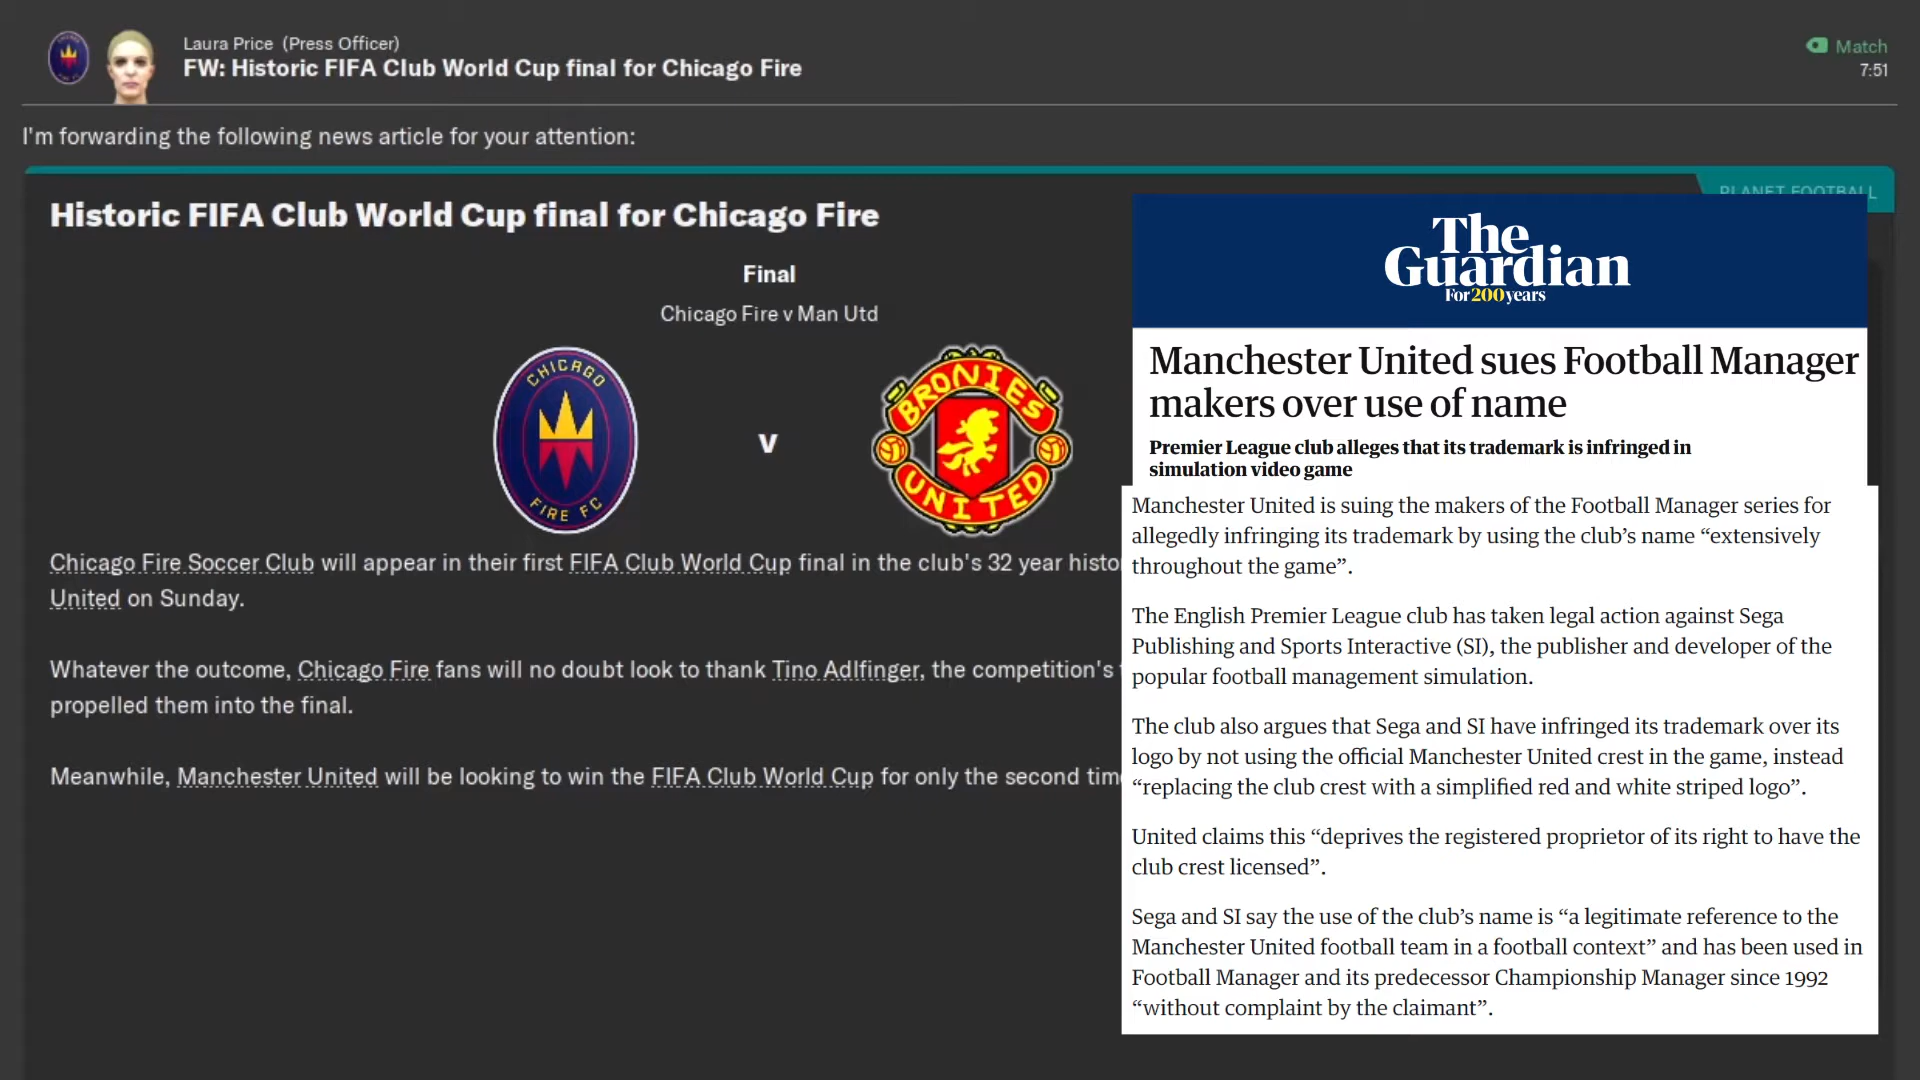 Laura Price (Press Officer)
FW: Historic FIFA Club World Cup final for Chicago Fire
Match
7:51
I'm forwarding the following news article for your attention:
PLANET FOOTBALL
Historic FIFA Club World Cup final for Chicago Fire
Final
Chicago Fire v Man Utd
CHICAGO
FIRE FC
v
BRONIES
UNITED
Chicago Fire Soccer Club will appear in their first FIFA Club World Cup final in the club's 32 year histo
United on Sunday.
Whatever the outcome, Chicago Fire fans will no doubt look to thank Tino Adlfinger, the competition's
propelled them into the final.
Meanwhile, Manchester United will be looking to win the FIFA Club World Cup for only the second tim
The
Guardian
For 200 years
Manchester United sues Football Manager
makers over use of name
Premier League club alleges that its trademark is infringed in
simulation video game
Manchester United is suing the makers of the Football Manager series for
allegedly infringing its trademark by using the club’s name “extensively
throughout the game”.
The English Premier League club has taken legal action against Sega
Publishing and Sports Interactive (SI), the publisher and developer of the
popular football management simulation.
The club also argues that Sega and SI have infringed its trademark over its
logo by not using the official Manchester United crest in the game, instead
“replacing the club crest with a simplified red and white striped logo”.
United claims this “deprives the registered proprietor of its right to have the
club crest licensed”.
Sega and SI say the use of the club’s name is “a legitimate reference to the
Manchester United football team in a football context” and has been used in
Football Manager and its predecessor Championship Manager since 1992
“without complaint by the claimant”.